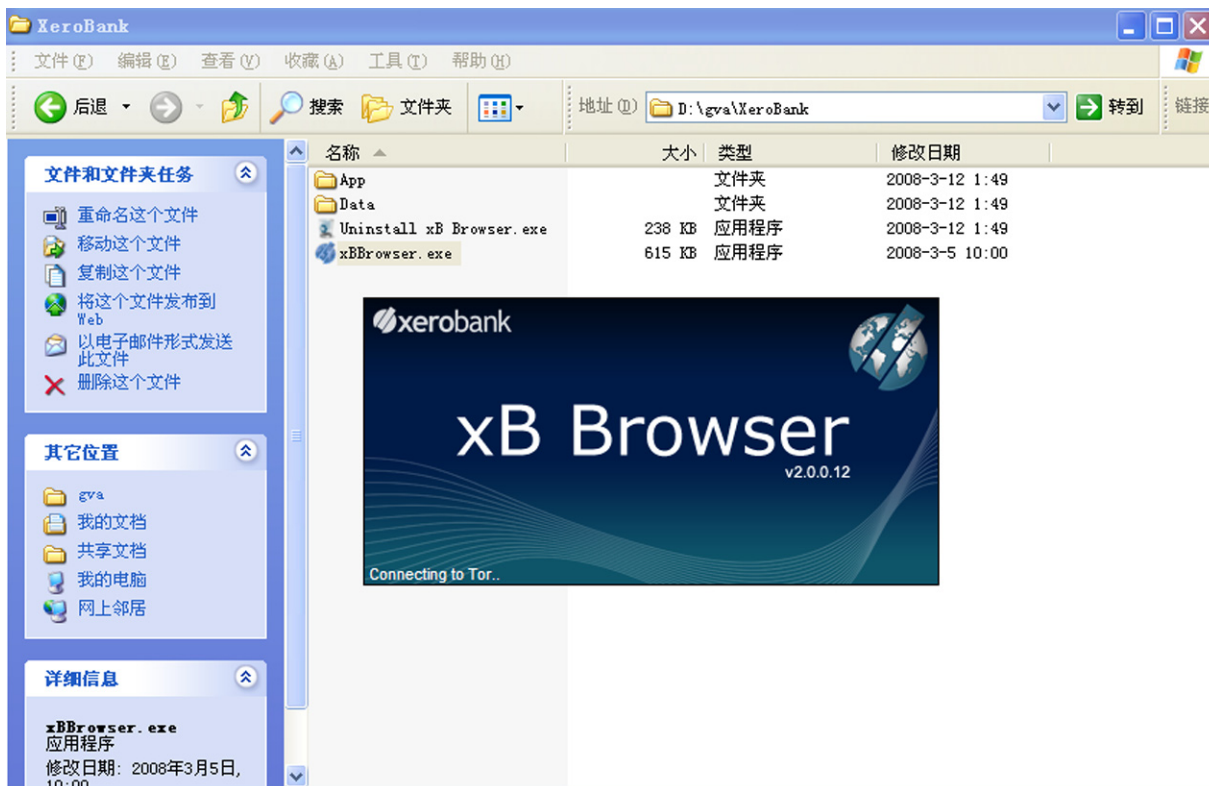 XeroBank
文件(F) 编辑(E) 查看(V) 收藏(A) 工具(T) 帮助(H)
后退 搜索 文件夹 地址(D) D:\gva\XeroBank 转到 链接
文件和文件夹任务
重命名这个文件
移动这个文件
复制这个文件
将这个文件发布到
Web
以电子邮件形式发送
此文件
删除这个文件
其它位置
gva
我的文档
共享文档
我的电脑
网上邻居
详细信息
xBBrowser.exe
应用程序
修改日期: 2008年3月5日,
10:00
名称 大小 类型 修改日期
App 文件夹 2008-3-12 1:49
Data 文件夹 2008-3-12 1:49
Uninstall xB Browser.exe 238 KB 应用程序 2008-3-12 1:49
xBBrowser.exe 615 KB 应用程序 2008-3-5 10:00
xerobank
xB Browser
v2.0.0.12
Connecting to Tor..